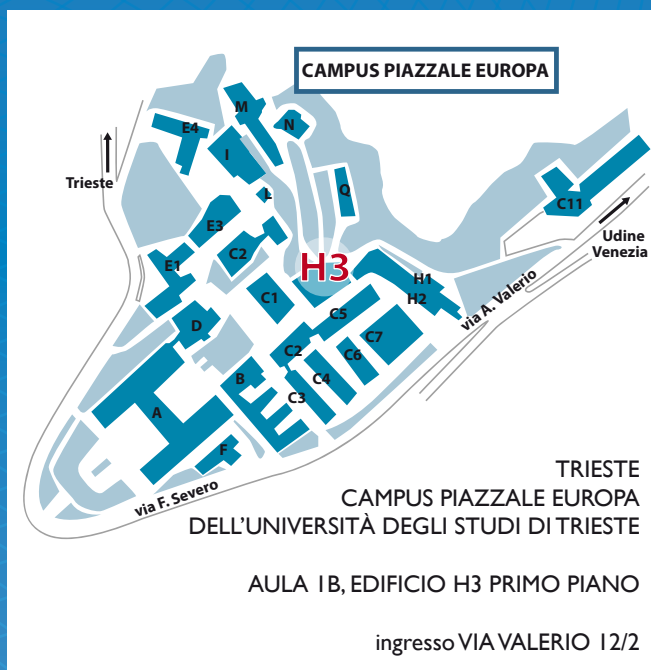 CAMPUS PIAZZALE EUROPA
M
E4
N
I
Trieste
L
Q
C11
E3
Udine
Venezia
C2
E1
H3
H1
H2
C1
via A. Valerio
C5
D
C7
C2
C6
B
C4
C3
A
F
via F. Severo
TRIESTE
CAMPUS PIAZZALE EUROPA
DELL'UNIVERSITÀ DEGLI STUDI DI TRIESTE
AULA 1B, EDIFICIO H3 PRIMO PIANO
ingresso VIA VALERIO 12/2